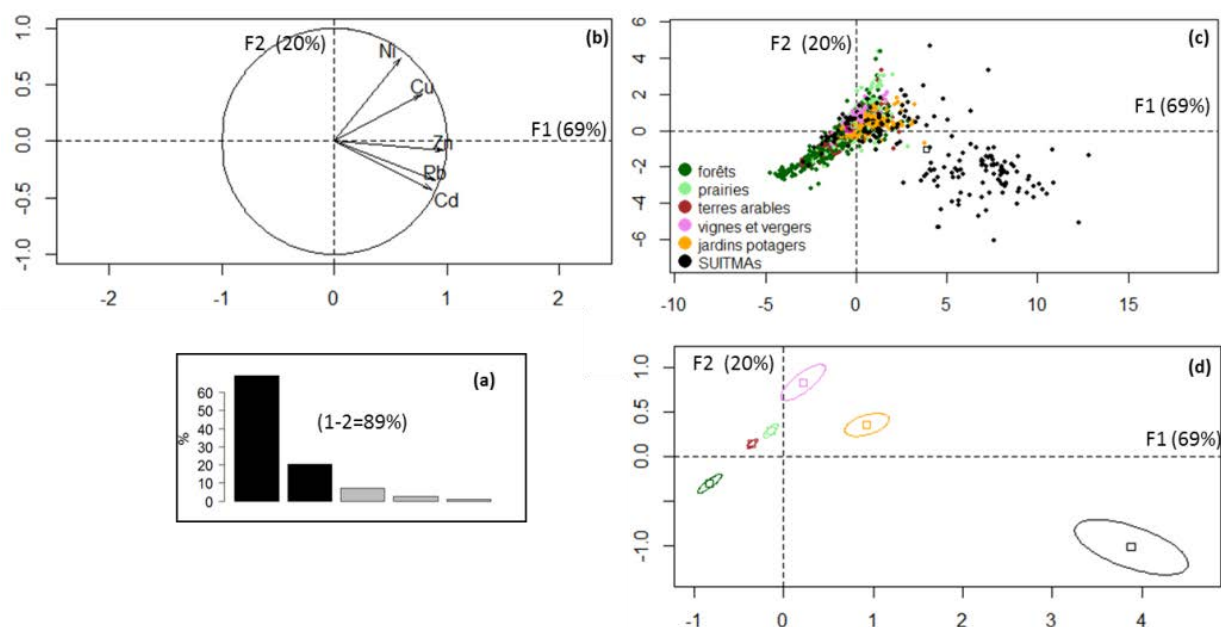 F2 (20%)
(b)
Ni
Cu
F1 (69%)
Zn
Pb
Cd
1.0
0.5
0.0
-0.5
-1.0
-2
-1
0
1
2
F2 (20%)
(c)
F1 (69%)
6
4
2
0
-2
-4
-6
forêts
prairies
terres arables
vignes et vergers
jardins potagers
SUITMAs
-10
-5
0
5
10
15
(a)
(1-2=89%)
%
60
50
40
30
20
10
0
F2 (20%)
(d)
F1 (69%)
1.0
0.5
0.0
-1.0
-1
0
1
2
3
4